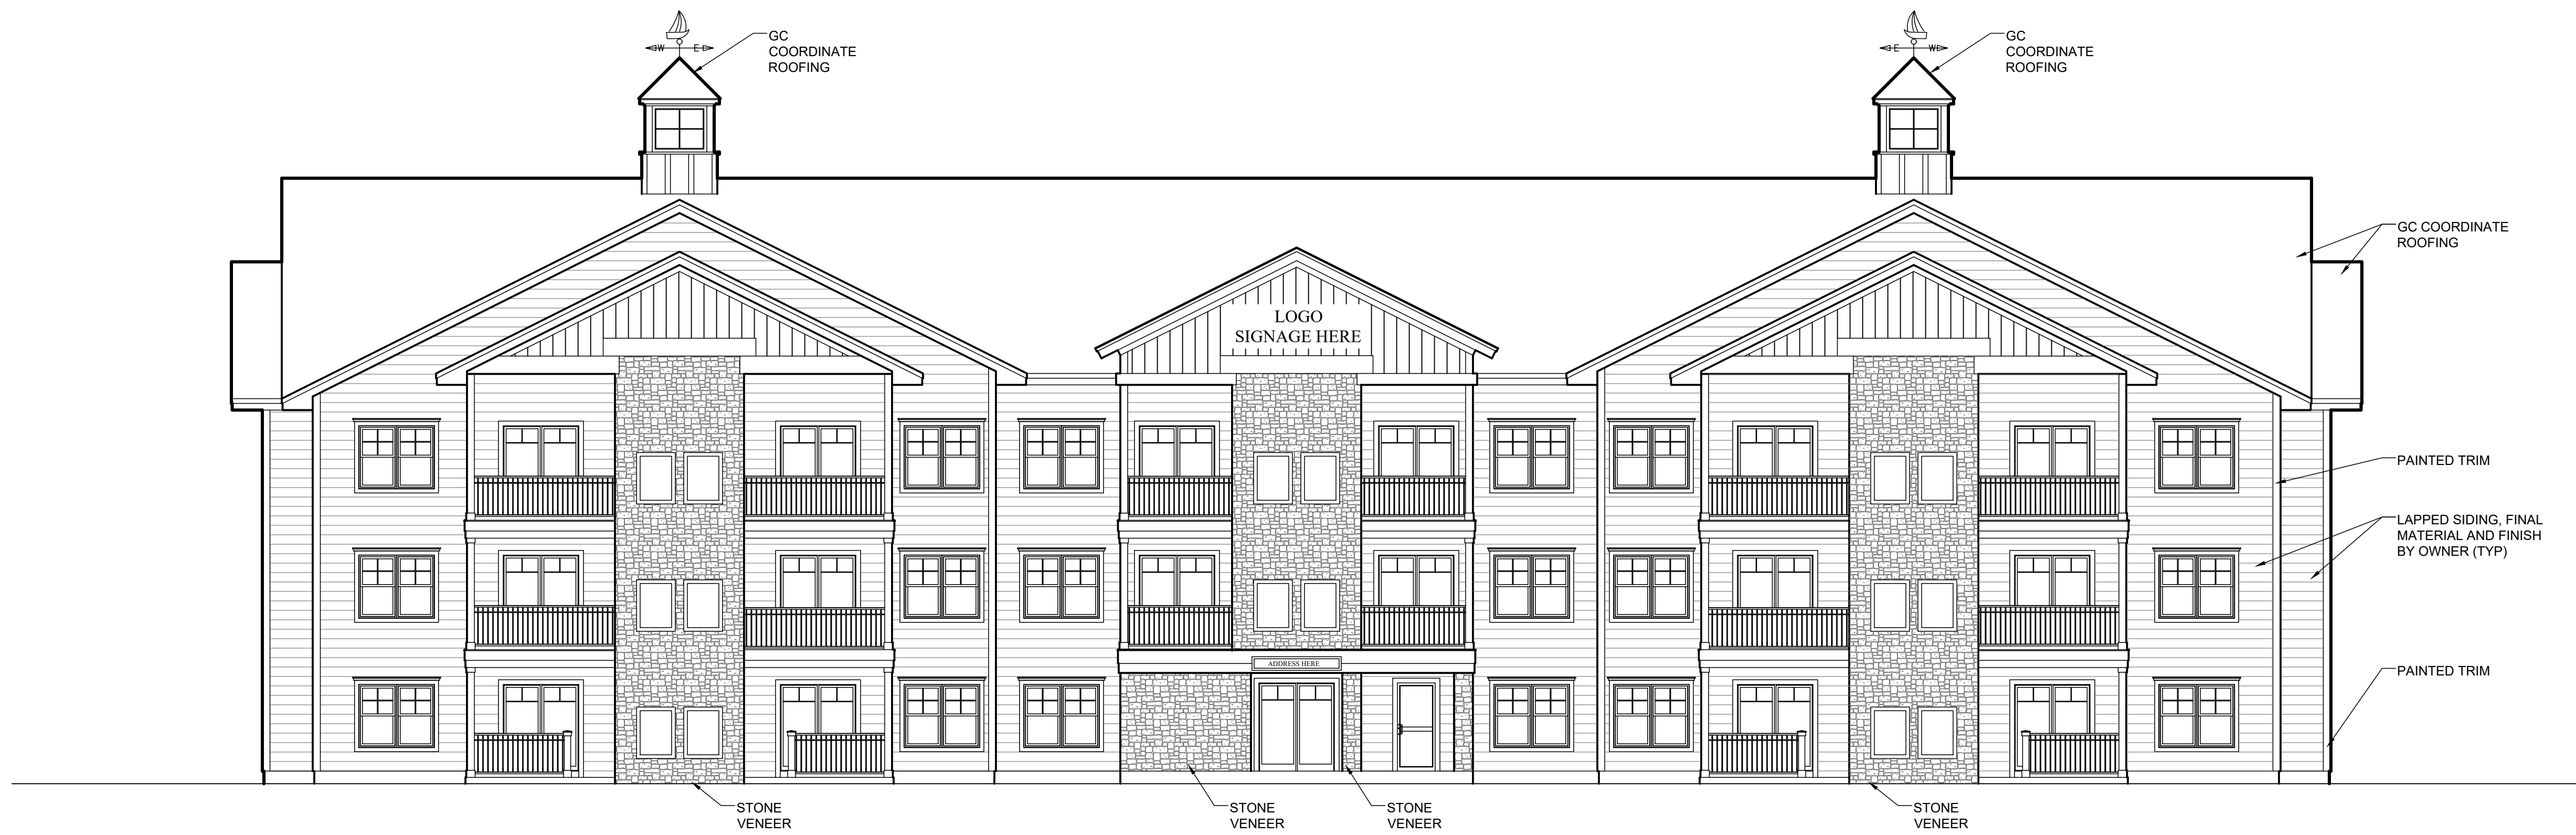 W E
GC
COORDINATE
ROOFING
E W
GC
COORDINATE
ROOFING
GC COORDINATE
ROOFING
LOGO
SIGNAGE HERE
PAINTED TRIM
LAPPED SIDING, FINAL
MATERIAL AND FINISH
BY OWNER (TYP)
ADDRESS HERE
PAINTED TRIM
STONE
VENEER
STONE
VENEER
STONE
VENEER
STONE
VENEER